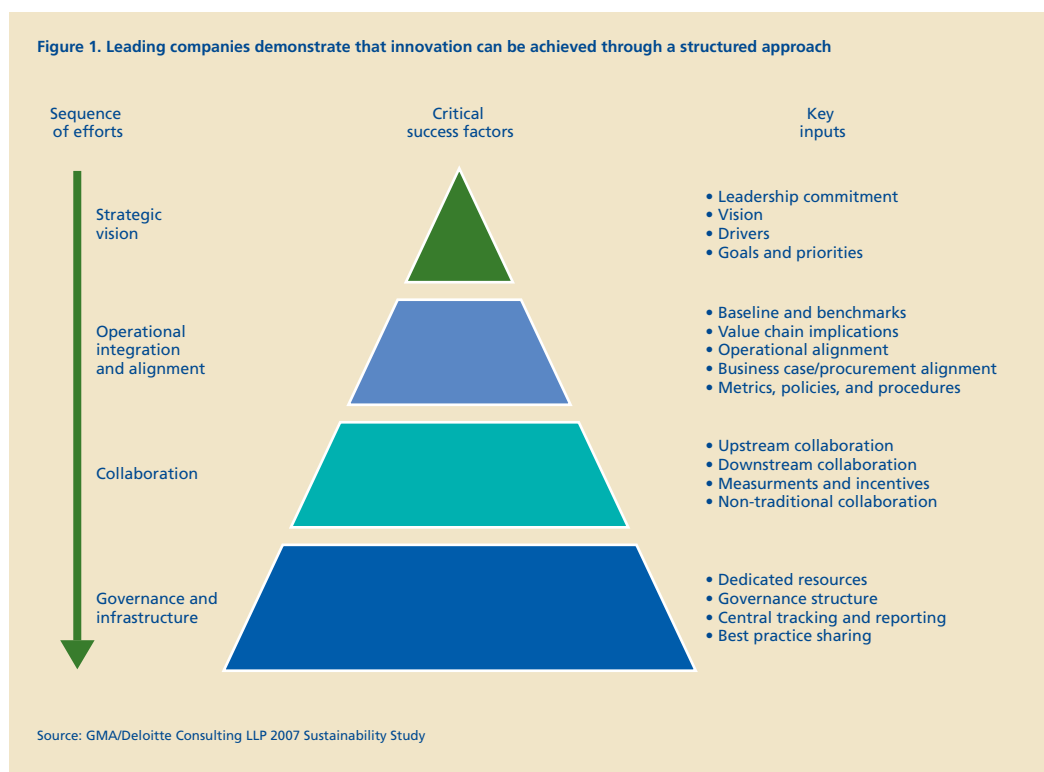 Figure 1. Leading companies demonstrate that innovation can be achieved through a structured approach
Sequence
of efforts
Critical
success factors
Key
inputs
Strategic
vision
• Leadership commitment
• Vision
• Drivers
• Goals and priorities
Operational
integration
and alignment
• Baseline and benchmarks
• Value chain implications
• Operational alignment
• Business case/procurement alignment
• Metrics, policies, and procedures
Collaboration
• Upstream collaboration
• Downstream collaboration
• Measurments and incentives
• Non-traditional collaboration
Governance and
infrastructure
• Dedicated resources
• Governance structure
• Central tracking and reporting
• Best practice sharing
Source: GMA/Deloitte Consulting LLP 2007 Sustainability Study